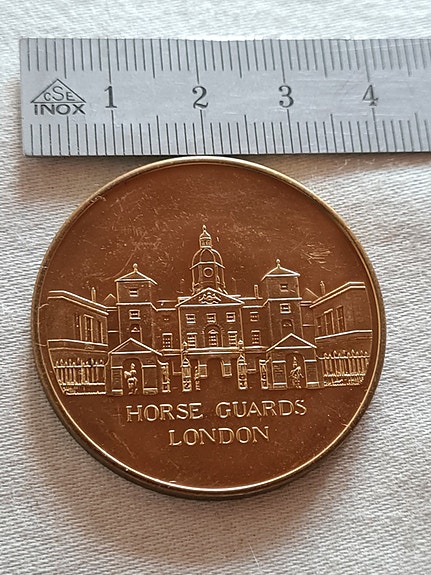 CSE
INOX
1 2 3 4
HORSE GUARDS
LONDON